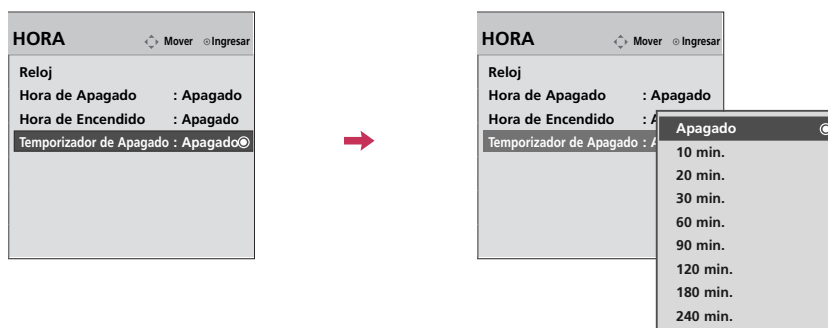 HORA Mover Ingresar
Reloj
Hora de Apagado : Apagado
Hora de Encendido : Apagado
Temporizador de Apagado : Apagado
HORA Mover Ingresar
Reloj
Hora de Apagado : Apagado
Hora de Encendido : A
Temporizador de Apagado : A
Apagado
10 min.
20 min.
30 min.
60 min.
90 min.
120 min.
180 min.
240 min.